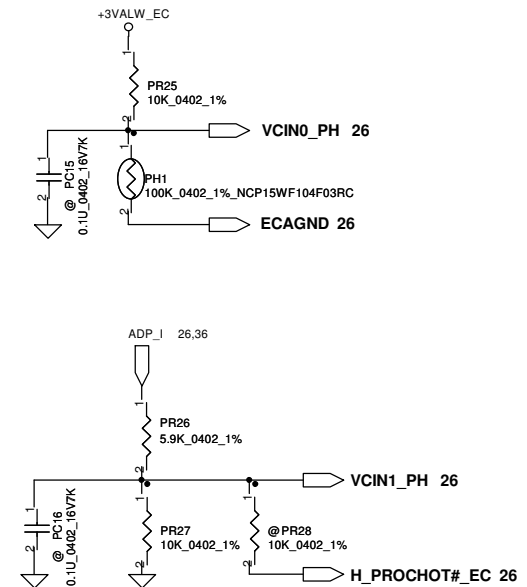 +3VALW_EC
1
PR25
10K_0402_1%
2
VCIN0_PH 26
1
1
PH1
100K_0402_1%_NCP15WF104F03RC
2
@ PC15
0.1U_0402_16V7K
2
ECAGND 26
ADP_I 26,36
1
PR26
5.9K_0402_1%
2
VCIN1_PH 26
1
1
1
PR27
10K_0402_1%
@PR28
10K_0402_1%
2
@ PC16
0.1U_0402_16V7K
2
2
H_PROCHOT#_EC 26